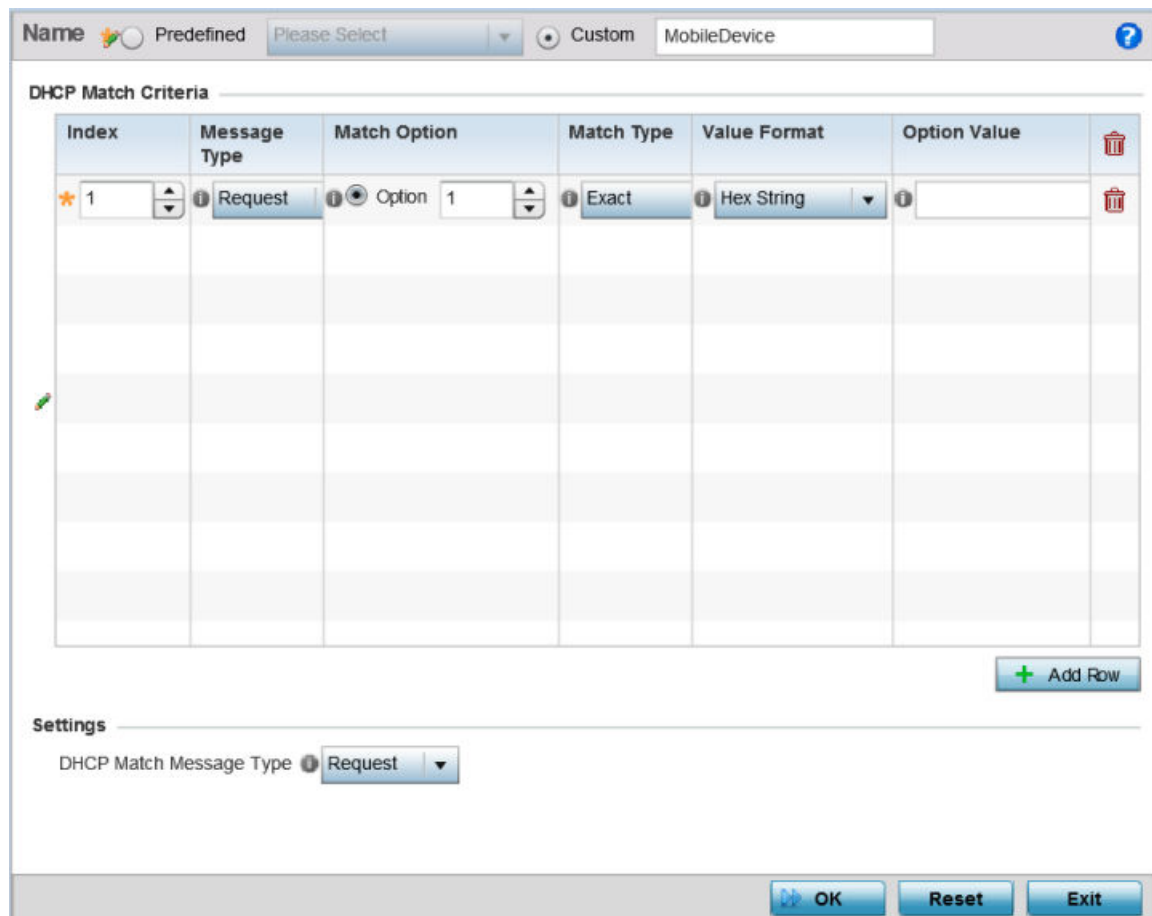 Name Predefined Please Select Custom MobileDevice ?
DHCP Match Criteria
Index Message Type Match Option Match Type Value Format Option Value
1 Request Option 1 Exact Hex String
+ Add Row
Settings
DHCP Match Message Type Request
OK Reset Exit